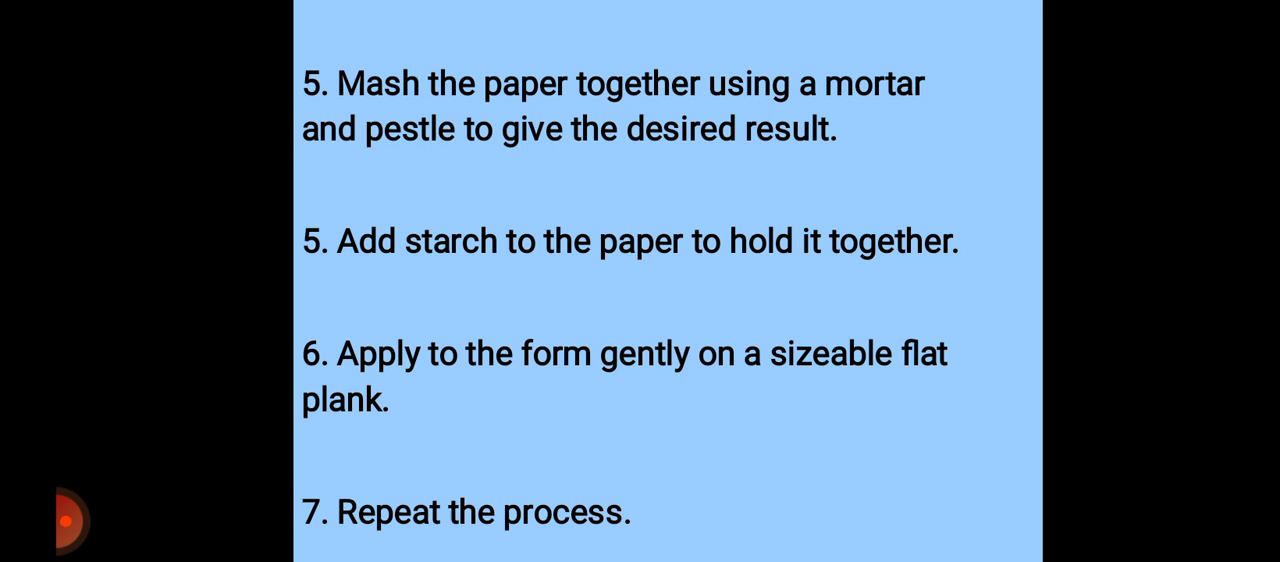 5. Mash the paper together using a mortar
and pestle to give the desired result.
5. Add starch to the paper to hold it together.
6. Apply to the form gently on a sizeable flat
plank.
7. Repeat the process.